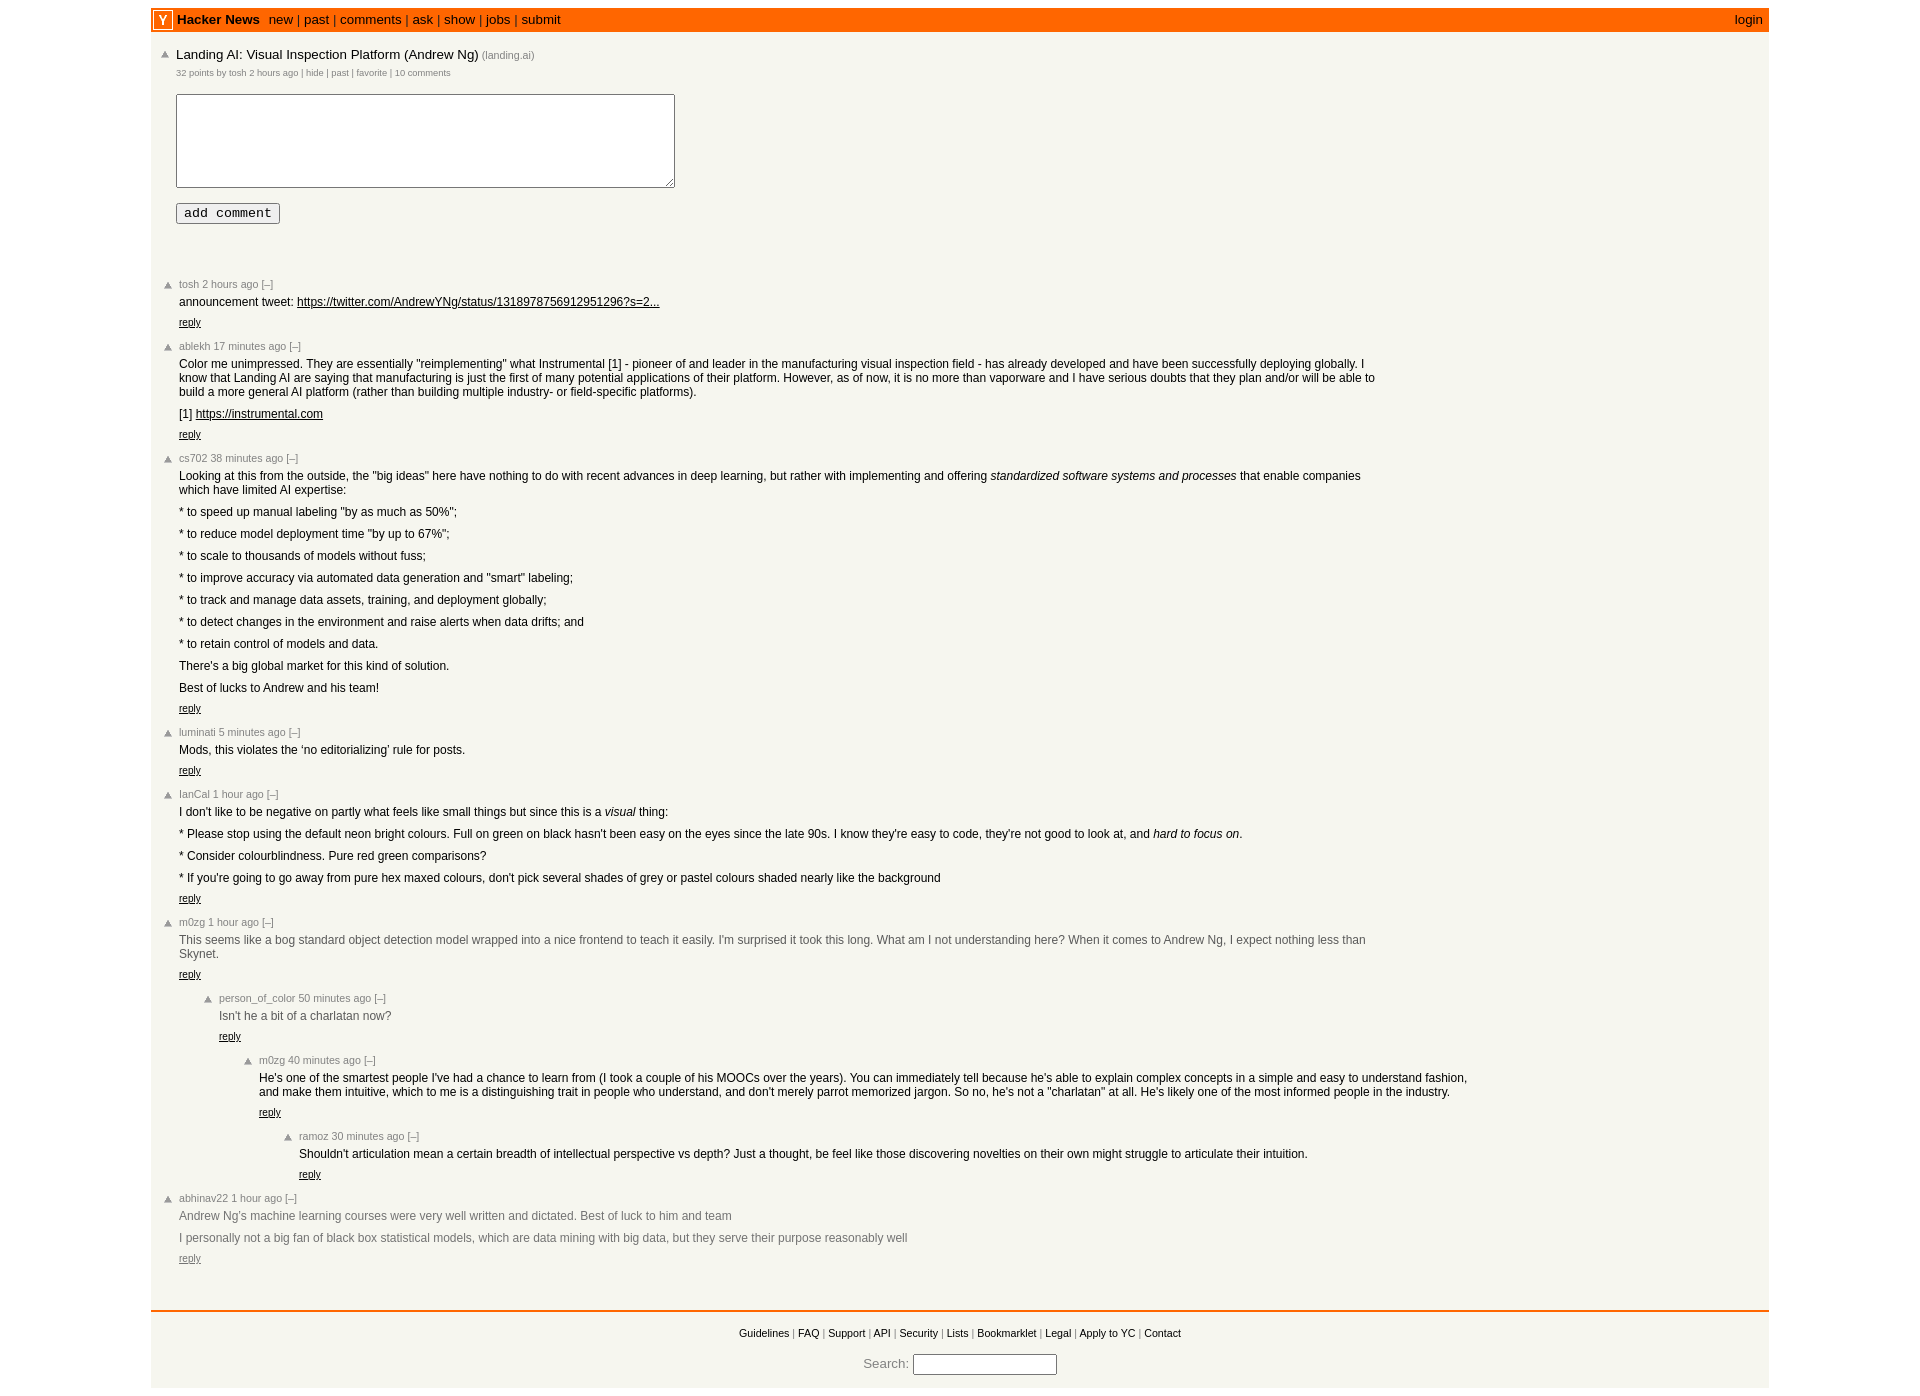 Y Hacker News new | past | comments | ask | show | jobs | submit login
Landing AI: Visual Inspection Platform (Andrew Ng) (landing.ai)
32 points by tosh 2 hours ago | hide | past | favorite | 10 comments
add comment
tosh 2 hours ago [–]
announcement tweet: https://twitter.com/AndrewYNg/status/1318978756912951296?s=2...
reply
ablekh 17 minutes ago [–]
Color me unimpressed. They are essentially "reimplementing" what Instrumental [1] - pioneer of and leader in the manufacturing visual inspection field - has already developed and have been successfully deploying globally. I
know that Landing AI are saying that manufacturing is just the first of many potential applications of their platform. However, as of now, it is no more than vaporware and I have serious doubts that they plan and/or will be able to
build a more general AI platform (rather than building multiple industry- or field-specific platforms).
[1] https://instrumental.com
reply
cs702 38 minutes ago [–]
Looking at this from the outside, the "big ideas" here have nothing to do with recent advances in deep learning, but rather with implementing and offering standardized software systems and processes that enable companies
which have limited AI expertise:
* to speed up manual labeling "by as much as 50%";
* to reduce model deployment time "by up to 67%";
* to scale to thousands of models without fuss;
* to improve accuracy via automated data generation and "smart" labeling;
* to track and manage data assets, training, and deployment globally;
* to detect changes in the environment and raise alerts when data drifts; and
* to retain control of models and data.
There's a big global market for this kind of solution.
Best of lucks to Andrew and his team!
reply
luminati 5 minutes ago [–]
Mods, this violates the ‘no editorializing’ rule for posts.
reply
IanCal 1 hour ago [–]
I don't like to be negative on partly what feels like small things but since this is a visual thing:
* Please stop using the default neon bright colours. Full on green on black hasn't been easy on the eyes since the late 90s. I know they're easy to code, they're not good to look at, and hard to focus on.
* Consider colourblindness. Pure red green comparisons?
* If you're going to go away from pure hex maxed colours, don't pick several shades of grey or pastel colours shaded nearly like the background
reply
m0zg 1 hour ago [–]
This seems like a bog standard object detection model wrapped into a nice frontend to teach it easily. I'm surprised it took this long. What am I not understanding here? When it comes to Andrew Ng, I expect nothing less than
Skynet.
reply
person_of_color 50 minutes ago [–]
Isn't he a bit of a charlatan now?
reply
m0zg 40 minutes ago [–]
He's one of the smartest people I've had a chance to learn from (I took a couple of his MOOCs over the years). You can immediately tell because he's able to explain complex concepts in a simple and easy to understand fashion,
and make them intuitive, which to me is a distinguishing trait in people who understand, and don't merely parrot memorized jargon. So no, he's not a "charlatan" at all. He's likely one of the most informed people in the industry.
reply
ramoz 30 minutes ago [–]
Shouldn't articulation mean a certain breadth of intellectual perspective vs depth? Just a thought, be feel like those discovering novelties on their own might struggle to articulate their intuition.
reply
abhinav22 1 hour ago [–]
Andrew Ng's machine learning courses were very well written and dictated. Best of luck to him and team
I personally not a big fan of black box statistical models, which are data mining with big data, but they serve their purpose reasonably well
reply
Guidelines | FAQ | Support | API | Security | Lists | Bookmarklet | Legal | Apply to YC | Contact
Search: